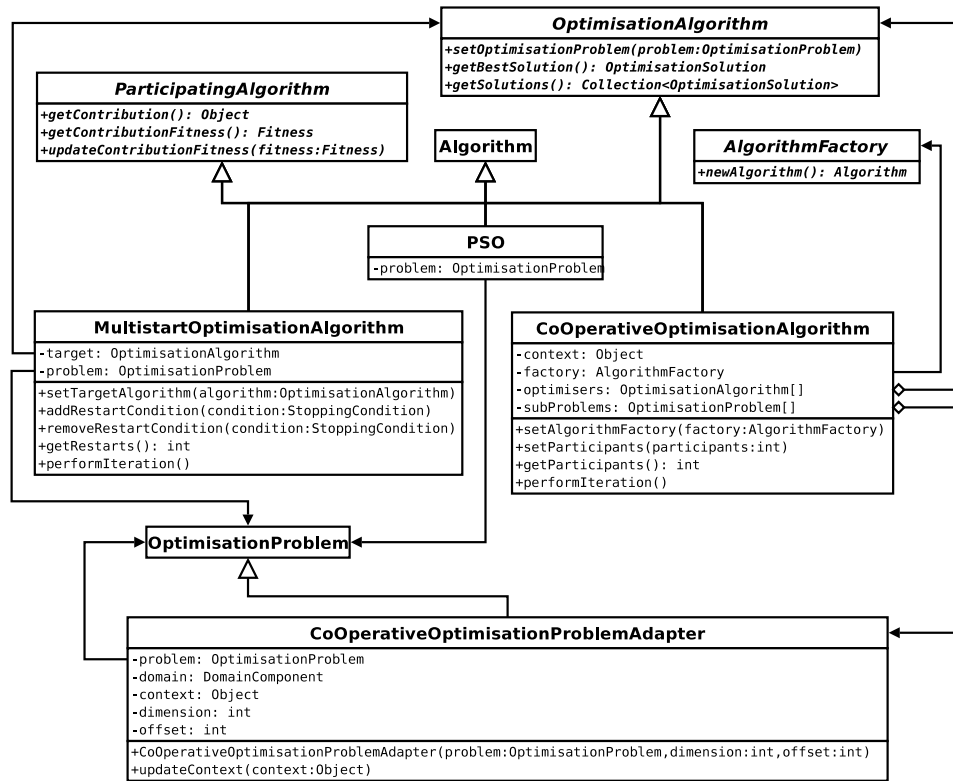 OptimisationAlgorithm
+setOptimisationProblem(problem:OptimisationProblem)
+getBestSolution(): OptimisationSolution
+getSolutions(): Collection<OptimisationSolution>
ParticipatingAlgorithm
+getContribution(): Object
+getContributionFitness(): Fitness
+updateContributionFitness(fitness:Fitness)
Algorithm
AlgorithmFactory
+newAlgorithm(): Algorithm
PSO
-problem: OptimisationProblem
MultistartOptimisationAlgorithm
-target: OptimisationAlgorithm
-problem: OptimisationProblem
+setTargetAlgorithm(algorithm:OptimisationAlgorithm)
+addRestartCondition(condition:StoppingCondition)
+removeRestartCondition(condition:StoppingCondition)
+getRestarts(): int
+performIteration()
CoOperativeOptimisationAlgorithm
-context: Object
-factory: AlgorithmFactory
-optimisers: OptimisationAlgorithm[]
-subProblems: OptimisationProblem[]
+setAlgorithmFactory(factory:AlgorithmFactory)
+setParticipants(participants:int)
+getParticipants(): int
+performIteration()
OptimisationProblem
CoOperativeOptimisationProblemAdapter
-problem: OptimisationProblem
-domain: DomainComponent
-context: Object
-dimension: int
-offset: int
+CoOperativeOptimisationProblemAdapter(problem:OptimisationProblem,dimension:int,offset:int)
+updateContext(context:Object)